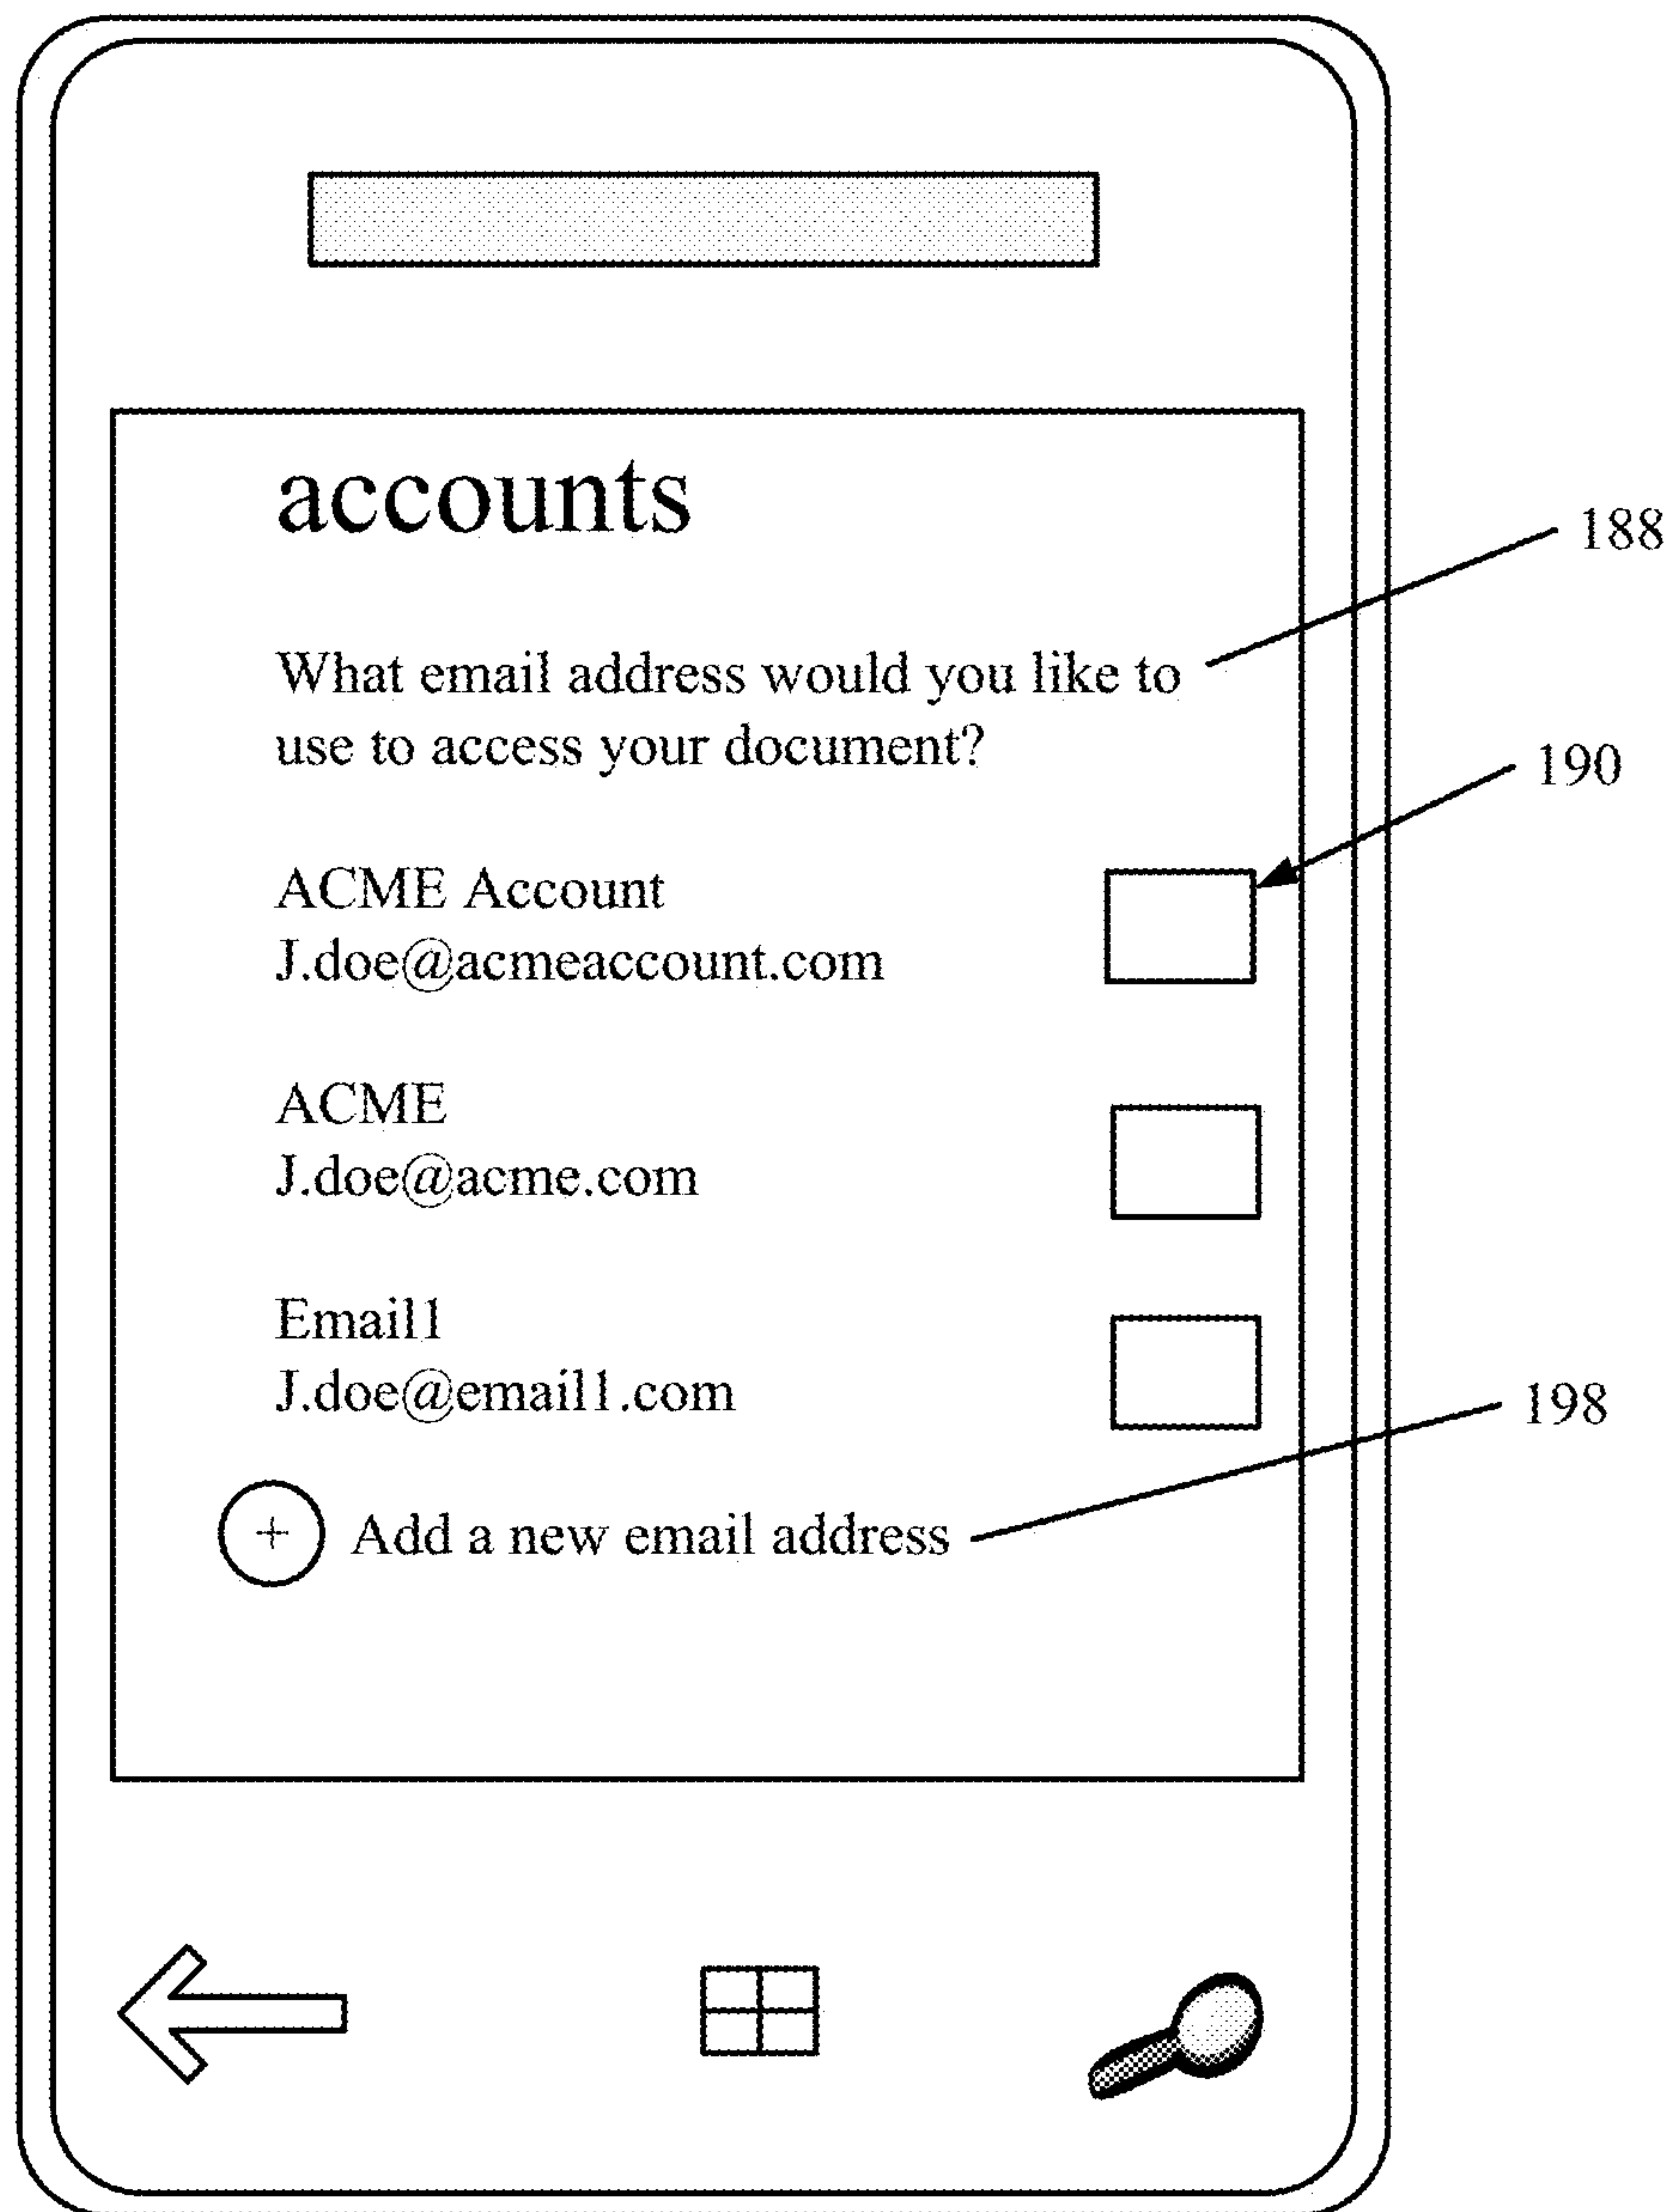 accounts
188
What email address would you like to
use to access your document?
190
ACME Account
J.doe@acmeaccount.com
ACME
J.doe@acme.com
Email1
J.doe@email1.com
198
+ Add a new email address